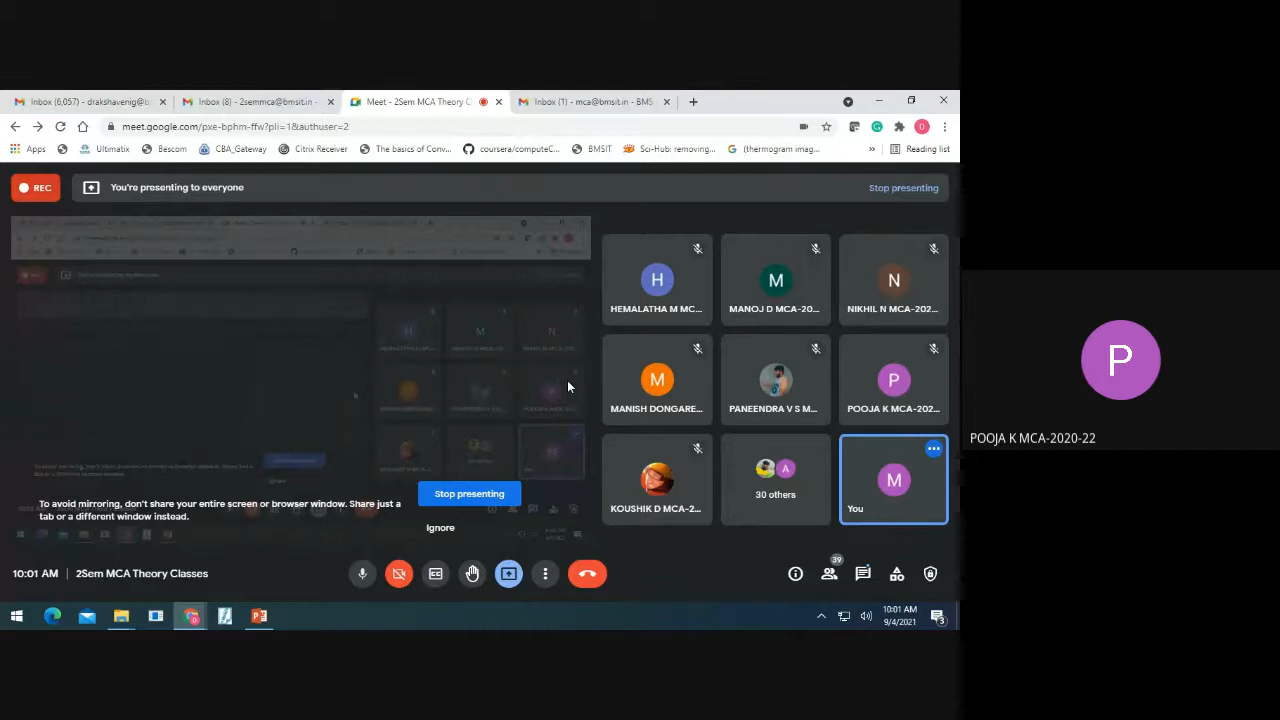 Inbox (6,057) - drakshavenig@b
Inbox (8) - 2semmca@bmsit.in -
Meet - 2Sem MCA Theory C
Inbox (1) - mca@bmsit.in - BMS
meet.google.com/pxe-bphm-ffw?pli=1&authuser=2
Apps
Ultimatix
Bescom
CBA_Gateway
Citrix Receiver
The basics of Conv...
coursera/computeC...
BMSIT
Sci-Hub: removing...
(thermogram imag...
»
Reading list
REC
You're presenting to everyone
Stop presenting
H
HEMALATHA M MC...
M
MANOJ D MCA-20...
N
NIKHIL N MCA-202...
M
MANISH DONGARE...
PANEENDRA V S M...
P
POOJA K MCA-202...
KOUSHIK D MCA-2...
A
30 others
M
You
To avoid mirroring, don't share your entire screen or browser window. Share just a
tab or a different window instead.
Stop presenting
Ignore
10:01 AM | 2Sem MCA Theory Classes
39
10:01 AM
9/4/2021
3
P
POOJA K MCA-2020-22